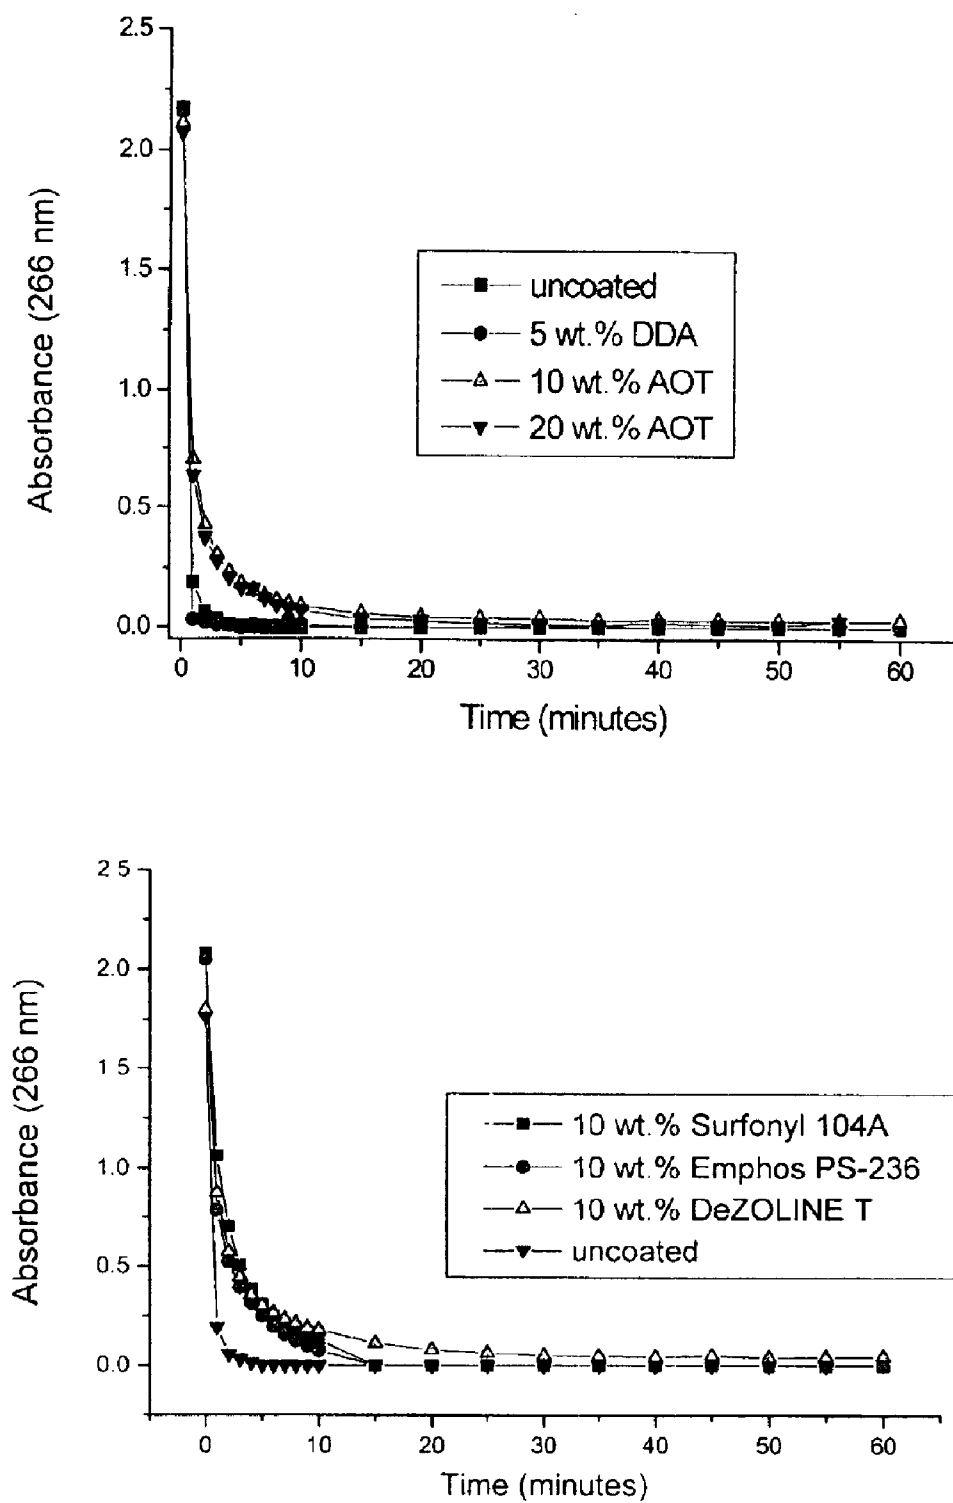 2.5
2.0
1.5
1.0
0.5
0.0
Absorbance (266 nm)
uncoated
5 wt.% DDA
10 wt.% AOT
20 wt.% AOT
0 10 20 30 40 50 60
Time (minutes)
2 5
2.0
1 5
1.0
0.5
0.0
Absorbance (266 nm)
10 wt.% Surfonyl 104A
10 wt.% Emphos PS-236
10 wt.% DeZOLINE T
uncoated
0 10 20 30 40 50 60
Time (minutes)